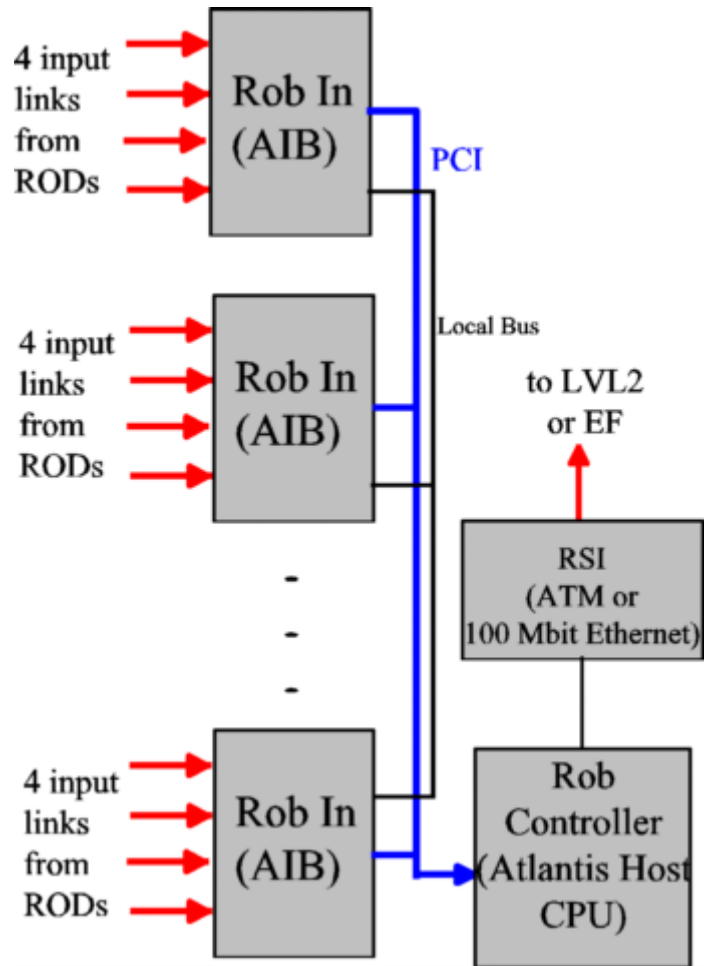 4 input
links
from
RODs
Rob In
(AIB)
PCI
Local Bus
4 input
links
from
RODs
Rob In
(AIB)
to LVL2
or EF
RSI
(ATM or
100 Mbit Ethernet)
4 input
links
from
RODs
Rob In
(AIB)
Rob
Controller
(Atlantis Host
CPU)